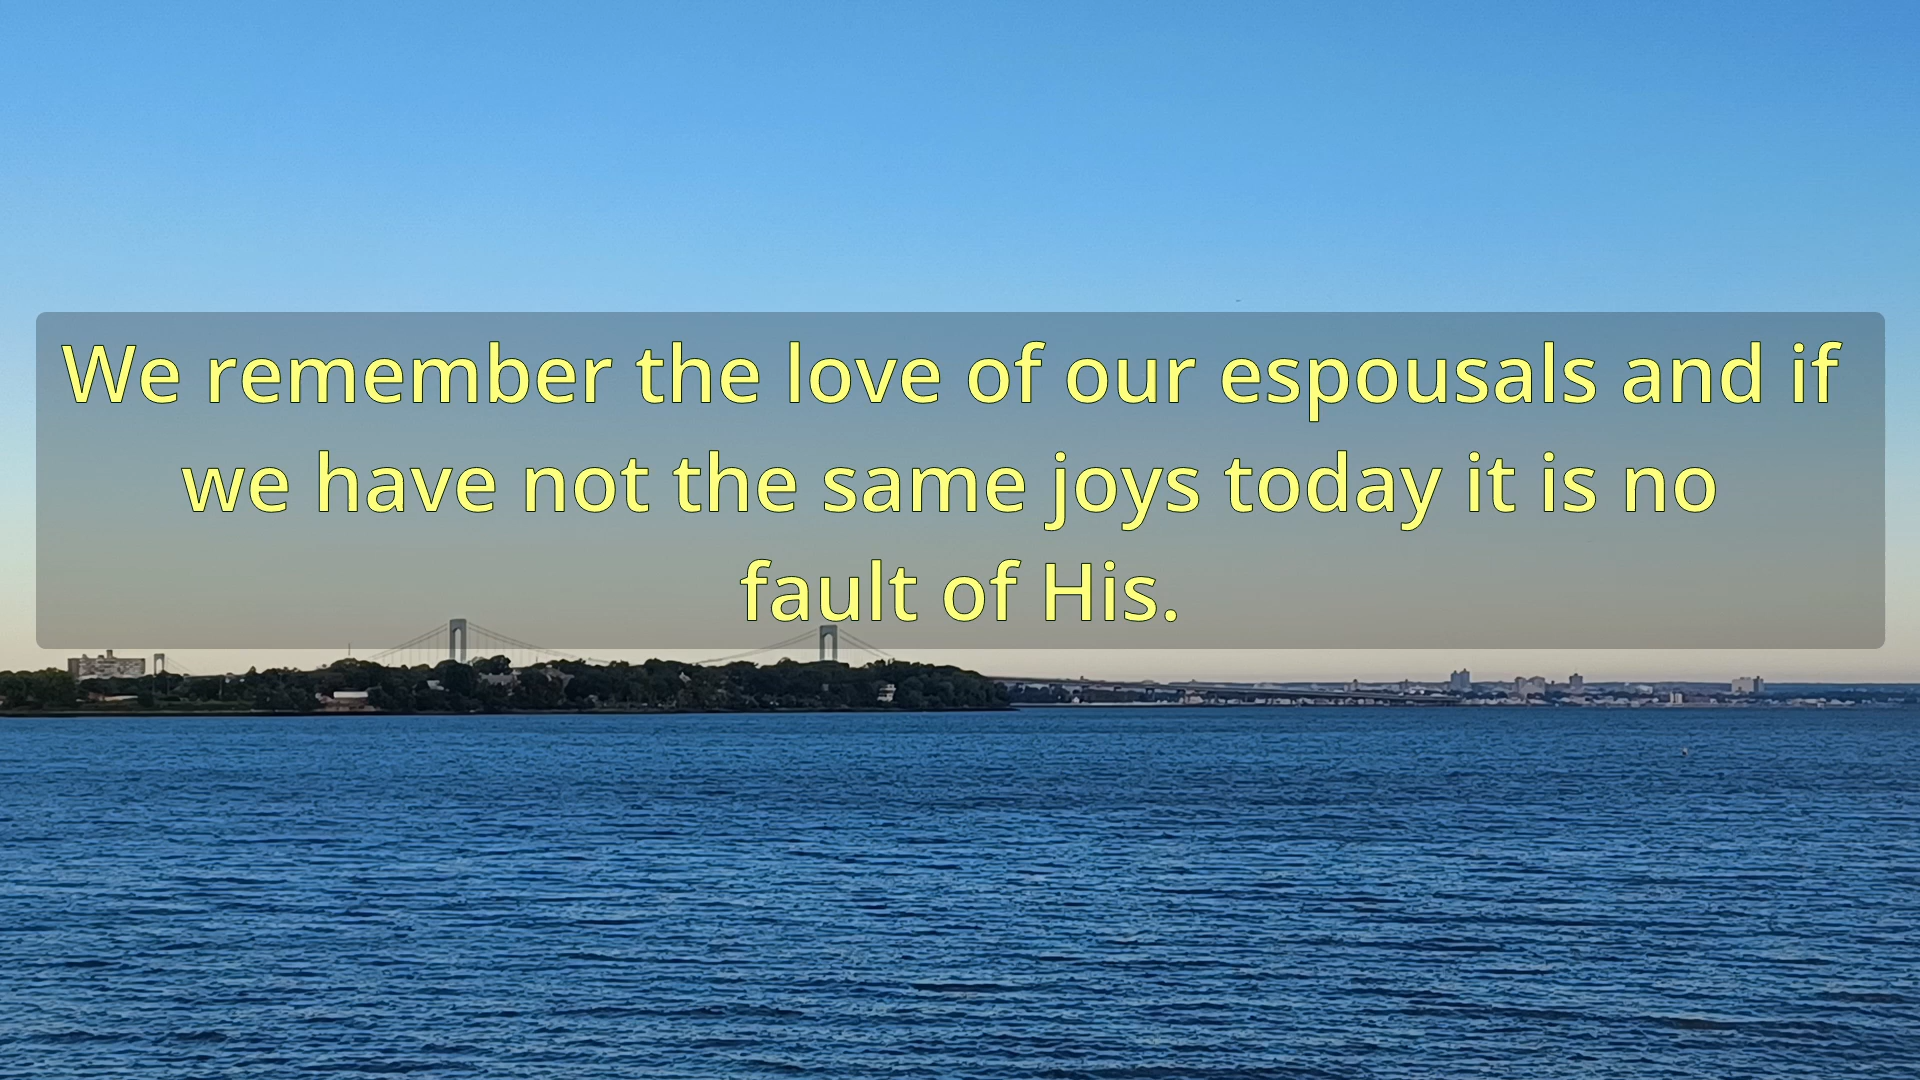 We remember the love of our espousals and if
we have not the same joys today it is no
fault of His.